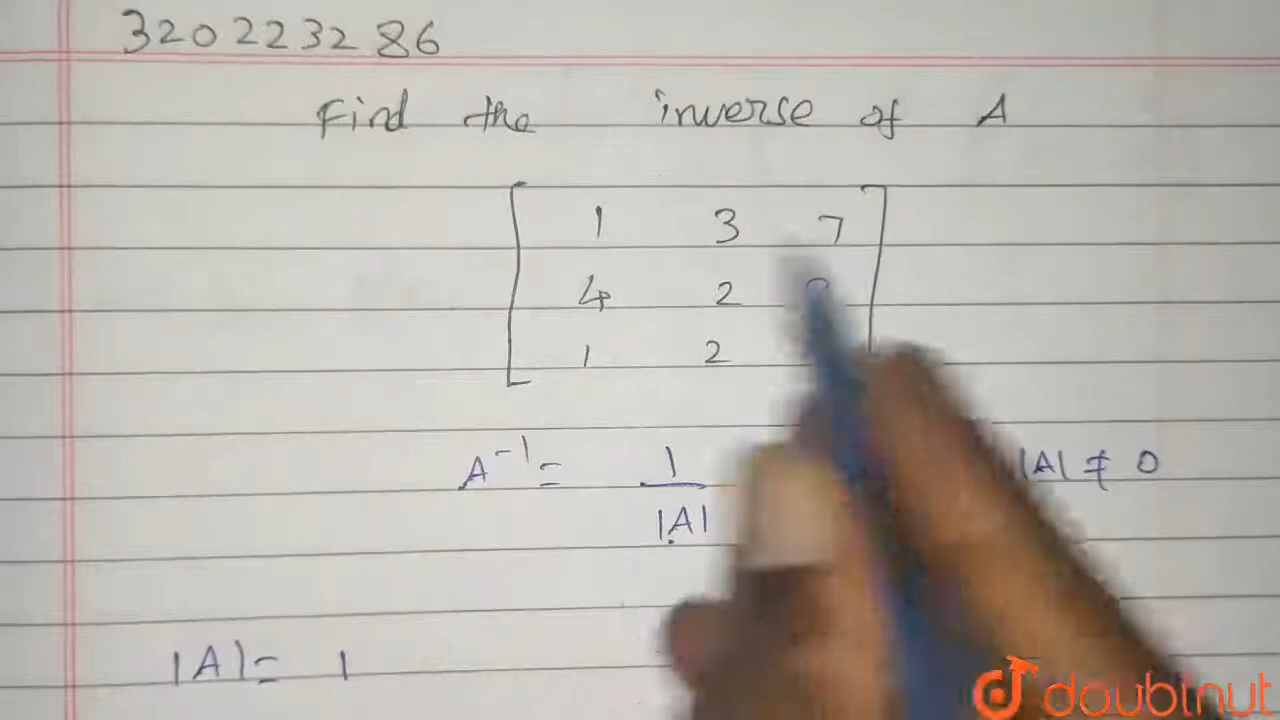 320223286
Find the inverse of A
1 3 7
4 2
1 2
A⁻¹ = 1
|A|
|A| ≠ 0
|A| = 1
doubtnut